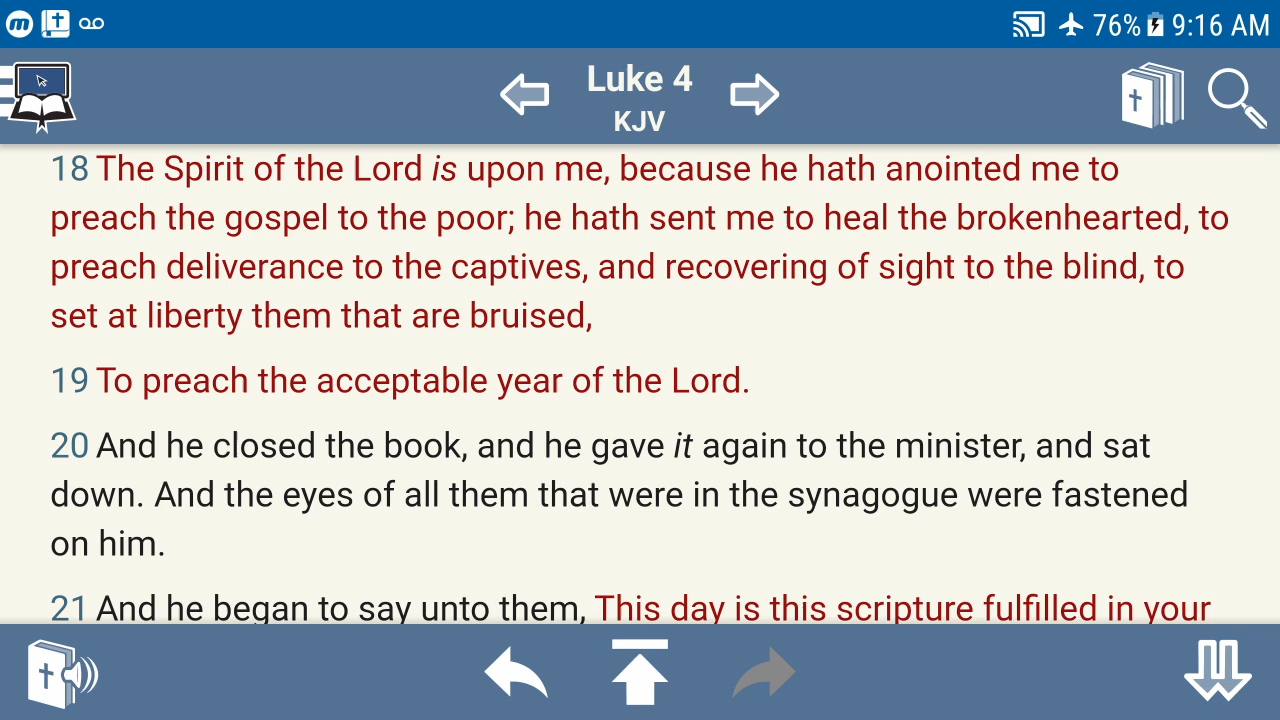 76% 9:16 AM
Luke 4
KJV
18 The Spirit of the Lord is upon me, because he hath anointed me to
preach the gospel to the poor; he hath sent me to heal the brokenhearted, to
preach deliverance to the captives, and recovering of sight to the blind, to
set at liberty them that are bruised,
19 To preach the acceptable year of the Lord.
20 And he closed the book, and he gave it again to the minister, and sat
down. And the eyes of all them that were in the synagogue were fastened
on him.
21 And he began to say unto them, This day is this scripture fulfilled in your